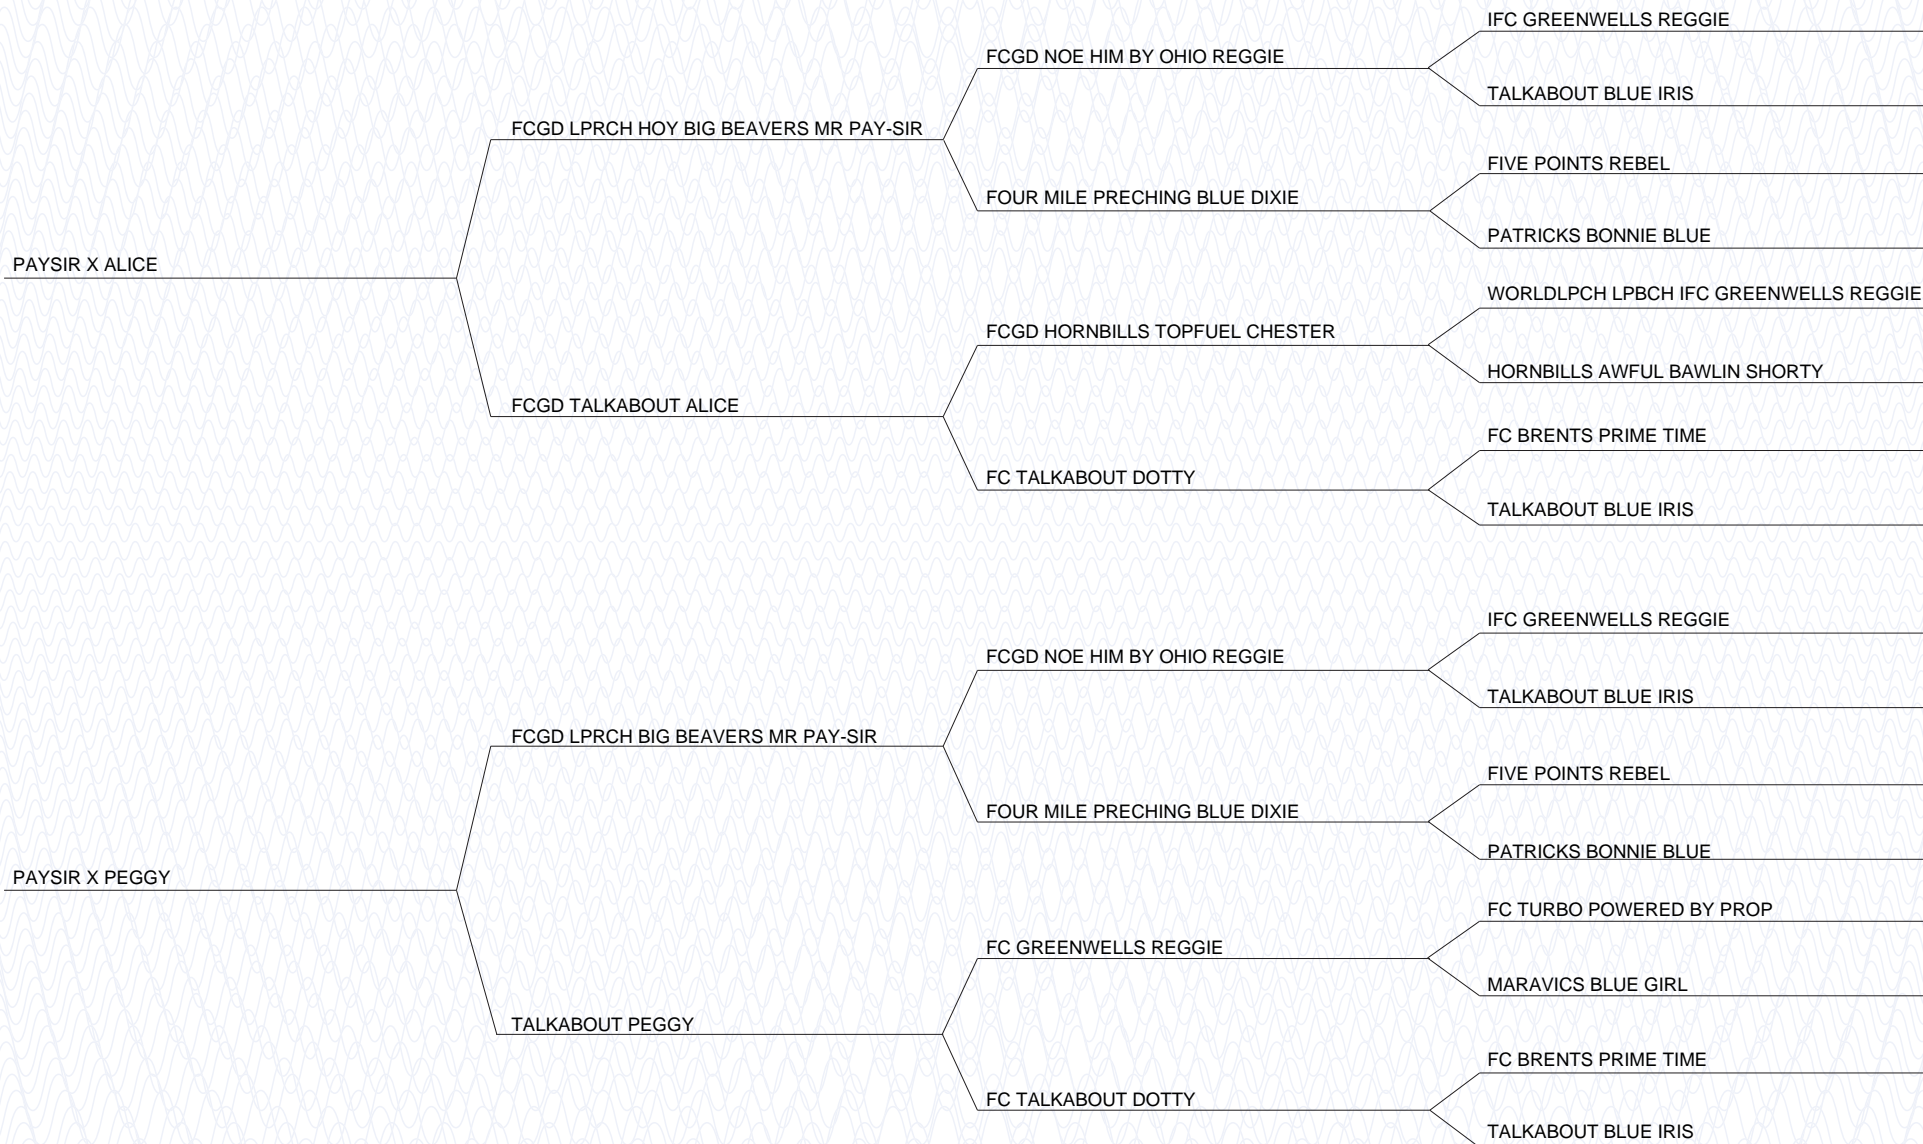 IFC GREENWELLS REGGIE
FCGD NOE HIM BY OHIO REGGIE
TALKABOUT BLUE IRIS
FCGD LPRCH HOY BIG BEAVERS MR PAY-SIR
FIVE POINTS REBEL
FOUR MILE PRECHING BLUE DIXIE
PATRICKS BONNIE BLUE
PAYSIR X ALICE
WORLDLPCH LPBCH IFC GREENWELLS REGGIE
FCGD HORNBILLS TOPFUEL CHESTER
HORNBILLS AWFUL BAWLIN SHORTY
FCGD TALKABOUT ALICE
FC BRENTS PRIME TIME
FC TALKABOUT DOTTY
TALKABOUT BLUE IRIS
IFC GREENWELLS REGGIE
FCGD NOE HIM BY OHIO REGGIE
TALKABOUT BLUE IRIS
FCGD LPRCH BIG BEAVERS MR PAY-SIR
FIVE POINTS REBEL
FOUR MILE PRECHING BLUE DIXIE
PATRICKS BONNIE BLUE
PAYSIR X PEGGY
FC TURBO POWERED BY PROP
FC GREENWELLS REGGIE
MARAVICS BLUE GIRL
TALKABOUT PEGGY
FC BRENTS PRIME TIME
FC TALKABOUT DOTTY
TALKABOUT BLUE IRIS